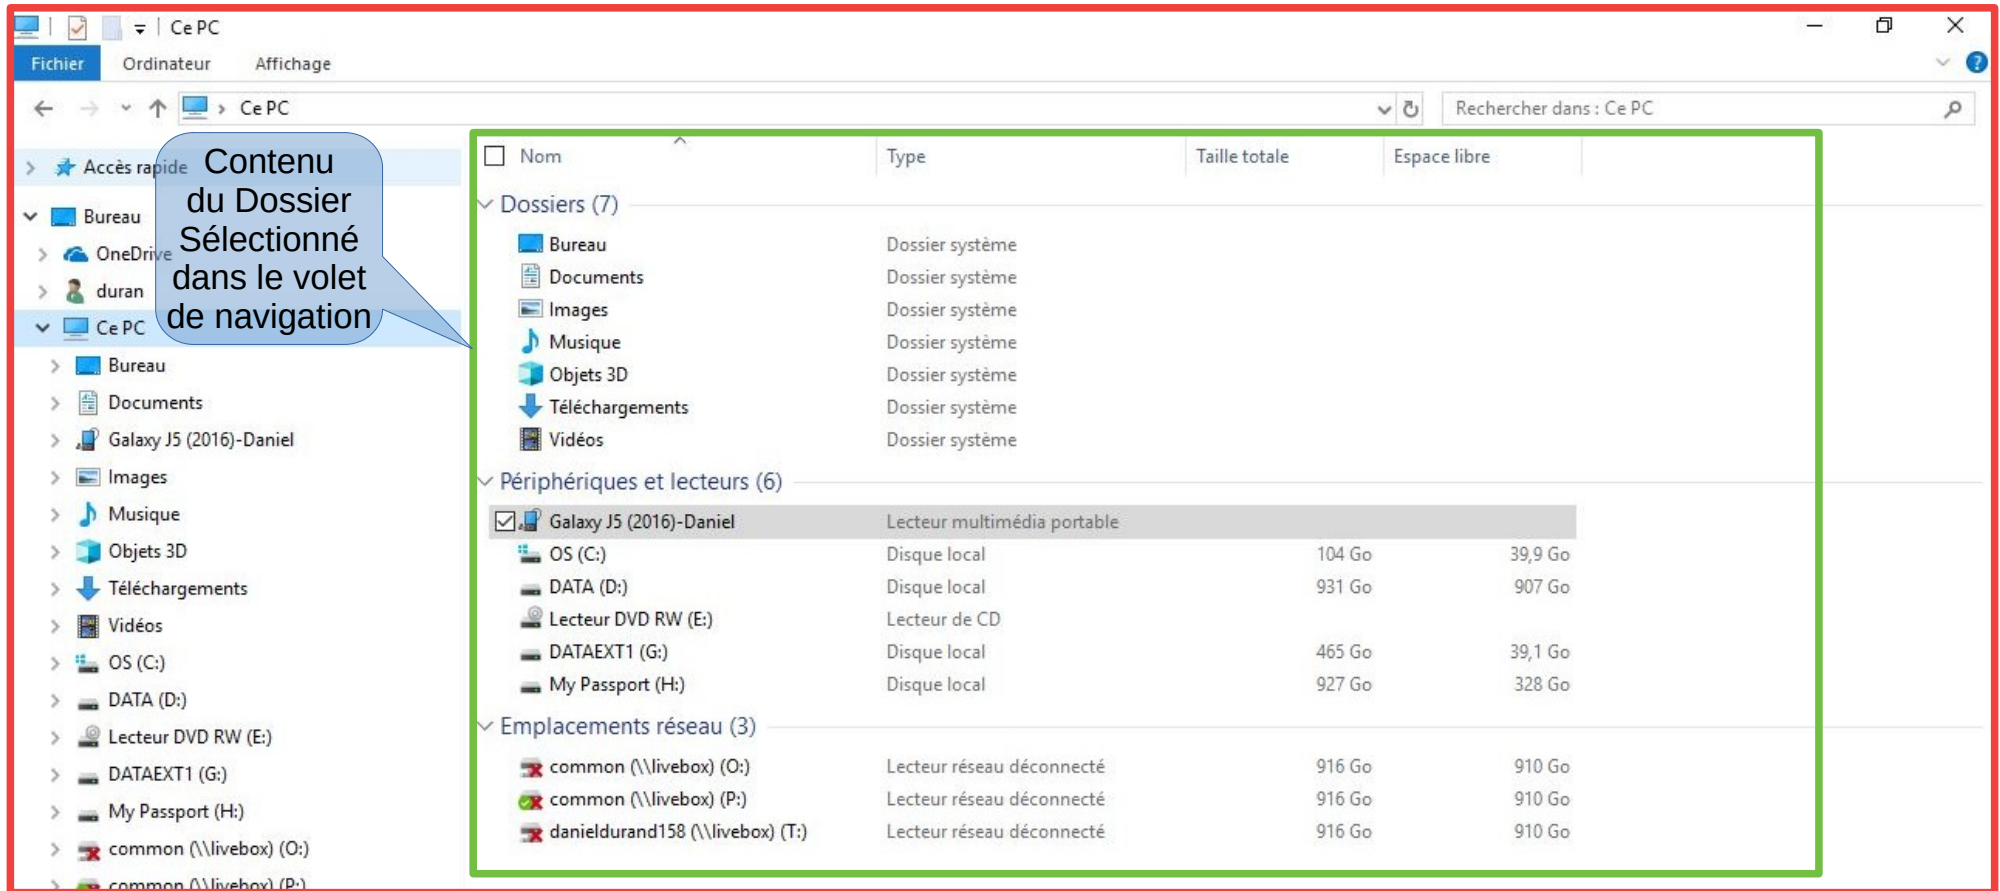 Ce PC
Fichier Ordinateur Affichage
Ce PC Rechercher dans : Ce PC
Accès rapide
Bureau
OneDrive
duran
Ce PC
Bureau
Documents
Galaxy J5 (2016)-Daniel
Images
Musique
Objets 3D
Téléchargements
Vidéos
OS (C:)
DATA (D:)
Lecteur DVD RW (E:)
DATAEXT1 (G:)
My Passport (H:)
common (\\livebox) (O:)
common (\\livebox) (P:)
Contenu
du Dossier
Sélectionné
dans le volet
de navigation
Nom Type Taille totale Espace libre
Dossiers (7)
Bureau Dossier système
Documents Dossier système
Images Dossier système
Musique Dossier système
Objets 3D Dossier système
Téléchargements Dossier système
Vidéos Dossier système
Périphériques et lecteurs (6)
Galaxy J5 (2016)-Daniel Lecteur multimédia portable
OS (C:) Disque local 104 Go 39,9 Go
DATA (D:) Disque local 931 Go 907 Go
Lecteur DVD RW (E:) Lecteur de CD
DATAEXT1 (G:) Disque local 465 Go 39,1 Go
My Passport (H:) Disque local 927 Go 328 Go
Emplacements réseau (3)
common (\\livebox) (O:) Lecteur réseau déconnecté 916 Go 910 Go
common (\\livebox) (P:) Lecteur réseau déconnecté 916 Go 910 Go
danieldurand158 (\\livebox) (T:) Lecteur réseau déconnecté 916 Go 910 Go